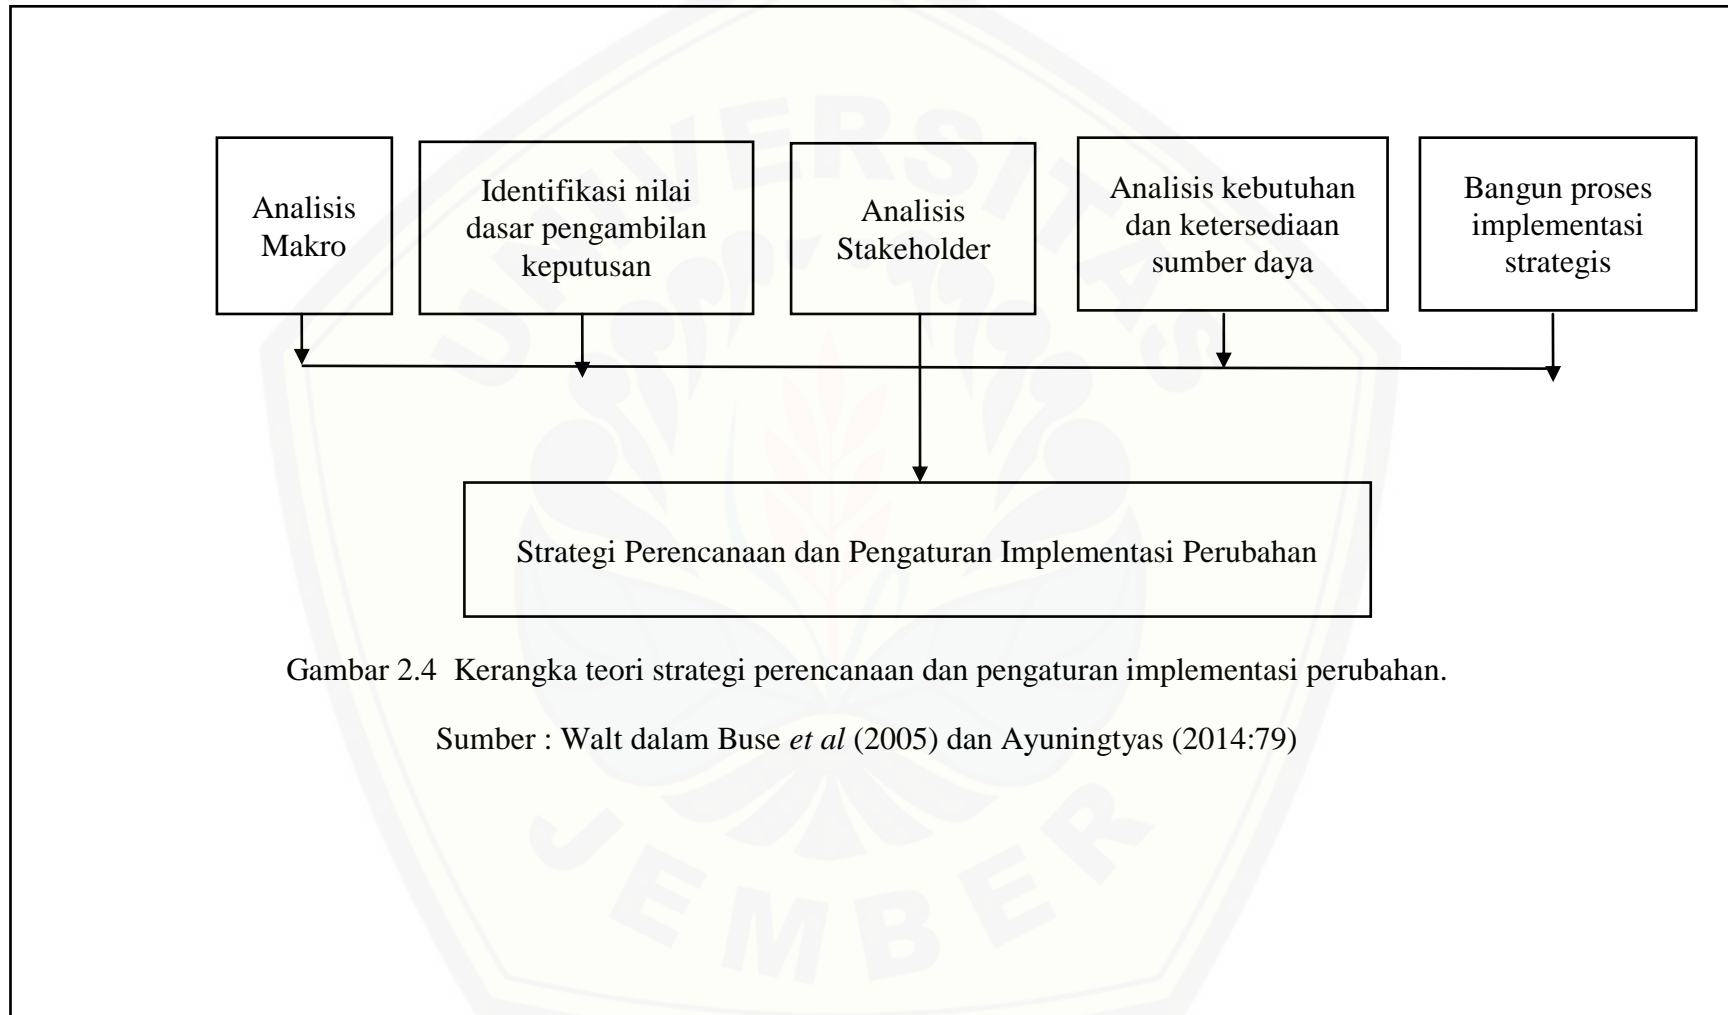 UNIVERSITAS
Analisis
Makro
Identifikasi nilai
dasar pengambilan
keputusan
Analisis
Stakeholder
Analisis kebutuhan
dan ketersediaan
sumber daya
Bangun proses
implementasi
strategis
Strategi Perencanaan dan Pengaturan Implementasi Perubahan
Gambar 2.4  Kerangka teori strategi perencanaan dan pengaturan implementasi perubahan.
Sumber : Walt dalam Buse et al (2005) dan Ayuningtyas (2014:79)
JEMBER